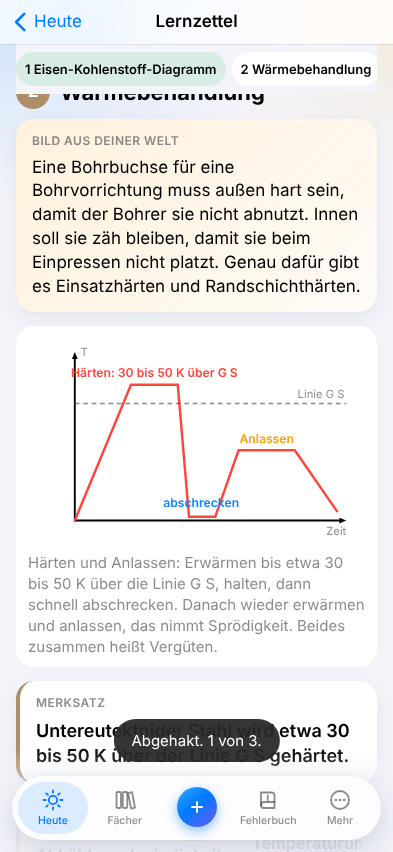 Heute
Lernzettel
1 Eisen-Kohlenstoff-Diagramm
2 Wärmebehandlung
2 Wärmebehandlung
BILD AUS DEINER WELT
Eine Bohrbuchse für eine
Bohrvorrichtung muss außen hart sein,
damit der Bohrer sie nicht abnutzt. Innen
soll sie zäh bleiben, damit sie beim
Einpressen nicht platzt. Genau dafür gibt
es Einsatzhärten und Randschichthärten.
T
Härten: 30 bis 50 K über G S
Linie G S
Anlassen
abschrecken
Zeit
Härten und Anlassen: Erwärmen bis etwa 30
bis 50 K über die Linie G S, halten, dann
schnell abschrecken. Danach wieder erwärmen
und anlassen, das nimmt Sprödigkeit. Beides
zusammen heißt Vergüten.
MERKSATZ
Untereutektoider Stahl wird etwa 30
bis 50 K über der Linie G S gehärtet.
Abgehakt. 1 von 3.
Heute
Fächer
Fehlerbuch
Mehr